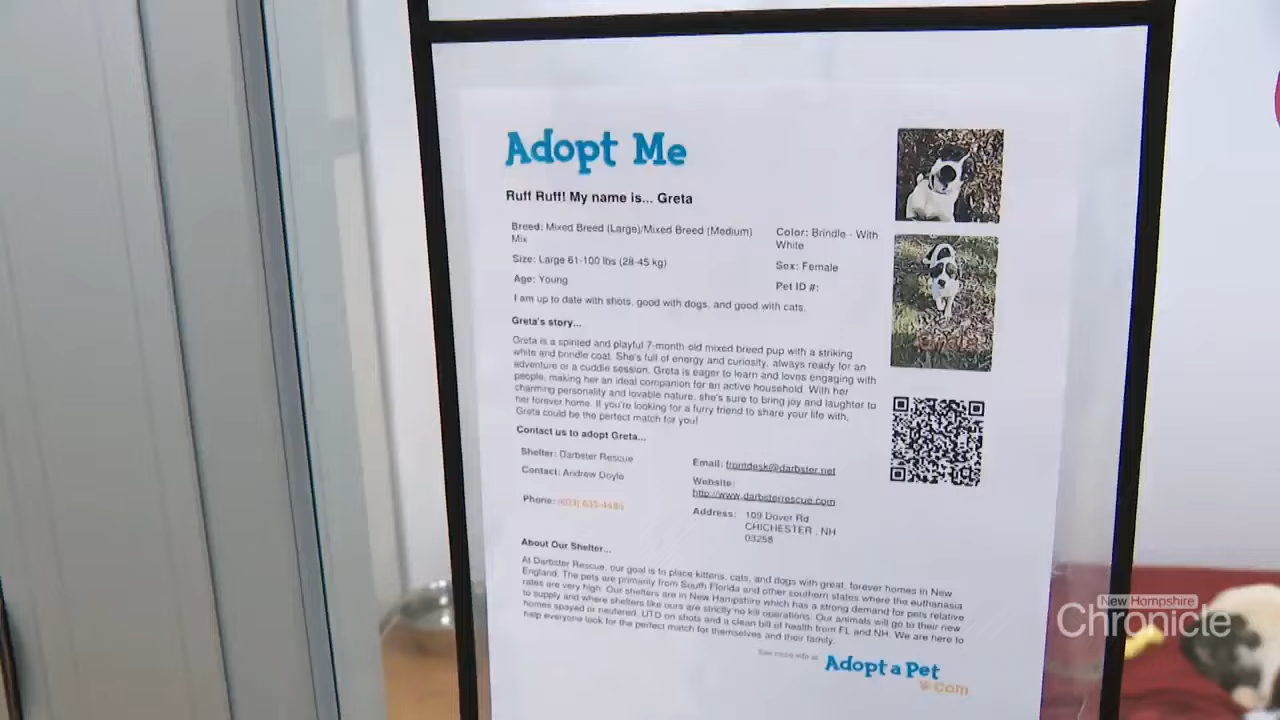 Adopt Me
Ruff Ruff! My name is... Greta
Breed: Mixed Breed (Large)/Mixed Breed (Medium)
Mix
Color: Brindle - With
White
Size: Large 61-100 lbs (28-45 kg)
Sex: Female
Age: Young
Pet ID #:
I am up to date with shots, good with dogs, and good with cats.
Greta's story...
Greta is a spirited and playful 7-month old mixed breed pup with a striking
white and brindle coat. She's full of energy and curiosity, always ready for an
adventure or a cuddle session. Greta is eager to learn and loves engaging with
people, making her an ideal companion for an active household. With her
charming personality and lovable nature, she's sure to bring joy and laughter to
her forever home. If you're looking for a furry friend to share your life with,
Greta could be the perfect match for you!
Contact us to adopt Greta...
Shelter: Darbster Rescue
Contact: Andrew Doyle
Phone: (603) 635-4486
Email: frontdesk@darbster.net
Website:
http://www.darbsterrescue.com
Address: 109 Dover Rd
CHICHESTER , NH
03258
About Our Shelter...
At Darbster Rescue, our goal is to place kittens, cats, and dogs with great, forever homes in New
England. The pets are primarily from South Florida and other southern states where the euthanasia
rates are very high. Our shelters are in New Hampshire which has a strong demand for pets relative
to supply and where shelters like ours are strictly no kill operations. Our animals will go to their new
homes spayed or neutered, UTD on shots and a clean bill of health from FL and NH. We are here to
help everyone look for the perfect match for themselves and their family.
See more info at
Adopt a Pet
Com
New Hampshire
Chronicle